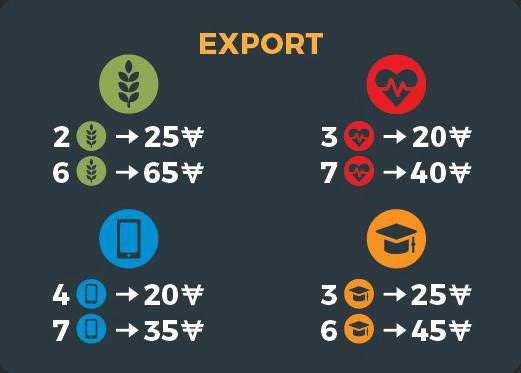 EXPORT
2 → 25₩
6 → 65₩
3 → 20₩
7 → 40₩
4 → 20₩
7 → 35₩
3 → 25₩
6 → 45₩